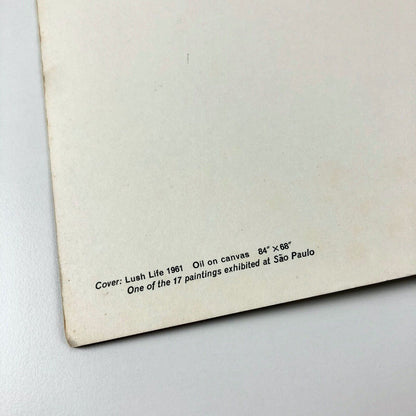 Cover: Lush Life 1961 Oil on canvas 84" × 68"
One of the 17 paintings exhibited at São Paulo